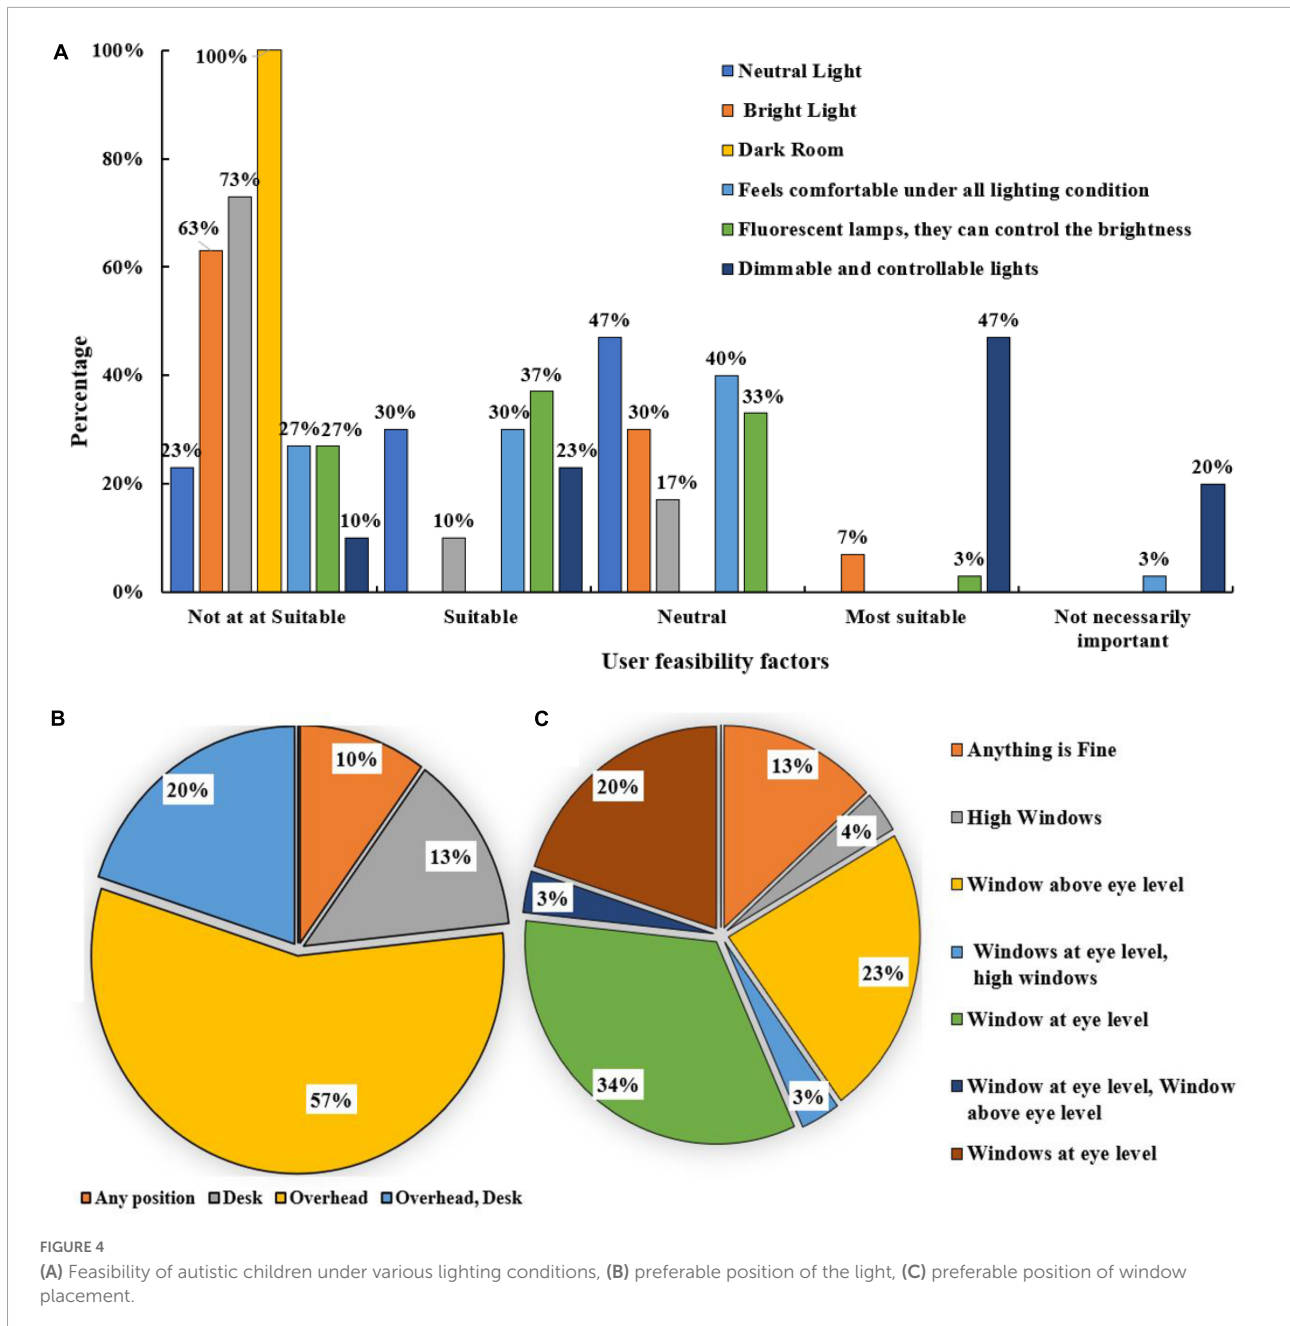 A
100%
80%
60%
40%
20%
0%
Percentage
Neutral Light
Bright Light
Dark Room
Feels comfortable under all lighting condition
Fluorescent lamps, they can control the brightness
Dimmable and controllable lights
23%
63%
73%
100%
27%
27%
10%
30%
10%
30%
37%
23%
47%
30%
17%
40%
33%
7%
3%
47%
3%
20%
Not at at Suitable
Suitable
Neutral
Most suitable
Not necessarily
important
User feasibility factors
B
10%
13%
57%
20%
Any position
Desk
Overhead
Overhead, Desk
C
13%
4%
23%
3%
34%
3%
20%
Anything is Fine
High Windows
Window above eye level
Windows at eye level,
high windows
Window at eye level
Window at eye level, Window
above eye level
Windows at eye level
FIGURE 4
(A) Feasibility of autistic children under various lighting conditions, (B) preferable position of the light, (C) preferable position of window
placement.